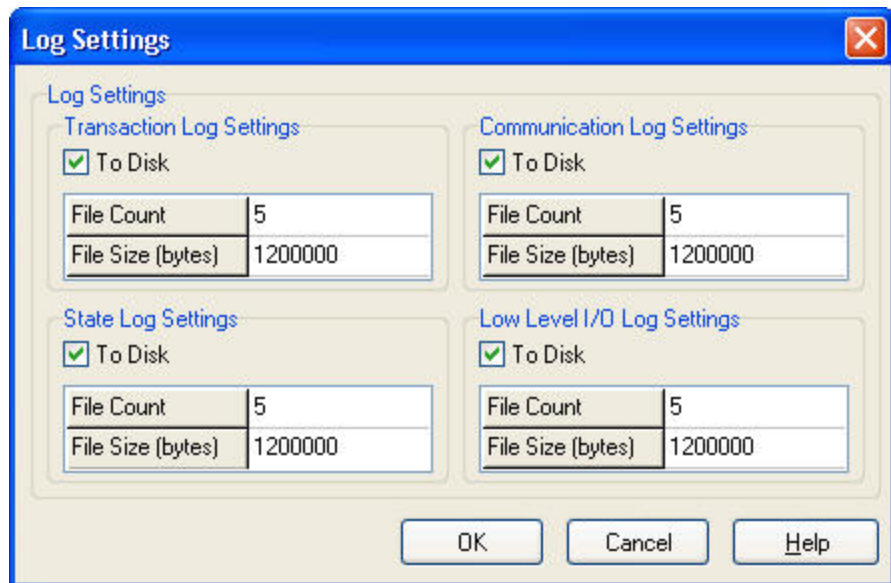 Log Settings
Log Settings
Transaction Log Settings
To Disk
File Count 5
File Size (bytes) 1200000
Communication Log Settings
To Disk
File Count 5
File Size (bytes) 1200000
State Log Settings
To Disk
File Count 5
File Size (bytes) 1200000
Low Level I/O Log Settings
To Disk
File Count 5
File Size (bytes) 1200000
OK Cancel Help